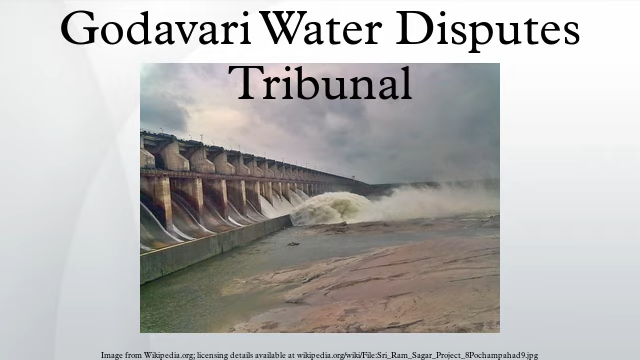 Godavari Water Disputes
Tribunal
Image from Wikipedia.org; licensing details available at wikipedia.org/wiki/File:Sri_Ram_Sagar_Project_8Pochampahad9.jpg